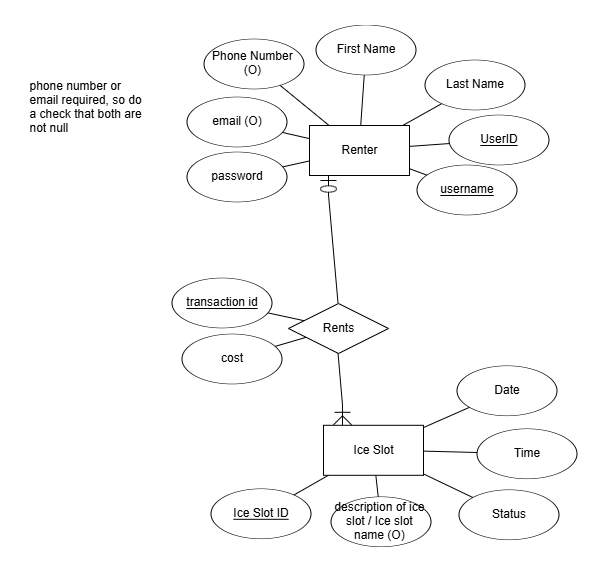 Phone Number
(O)
First Name
Last Name
phone number or
email required, so do
a check that both are
not null
email (O)
Renter
UserID
password
username
transaction id
Rents
cost
Date
Ice Slot
Time
Ice Slot ID
description of ice
slot / Ice slot
name (O)
Status